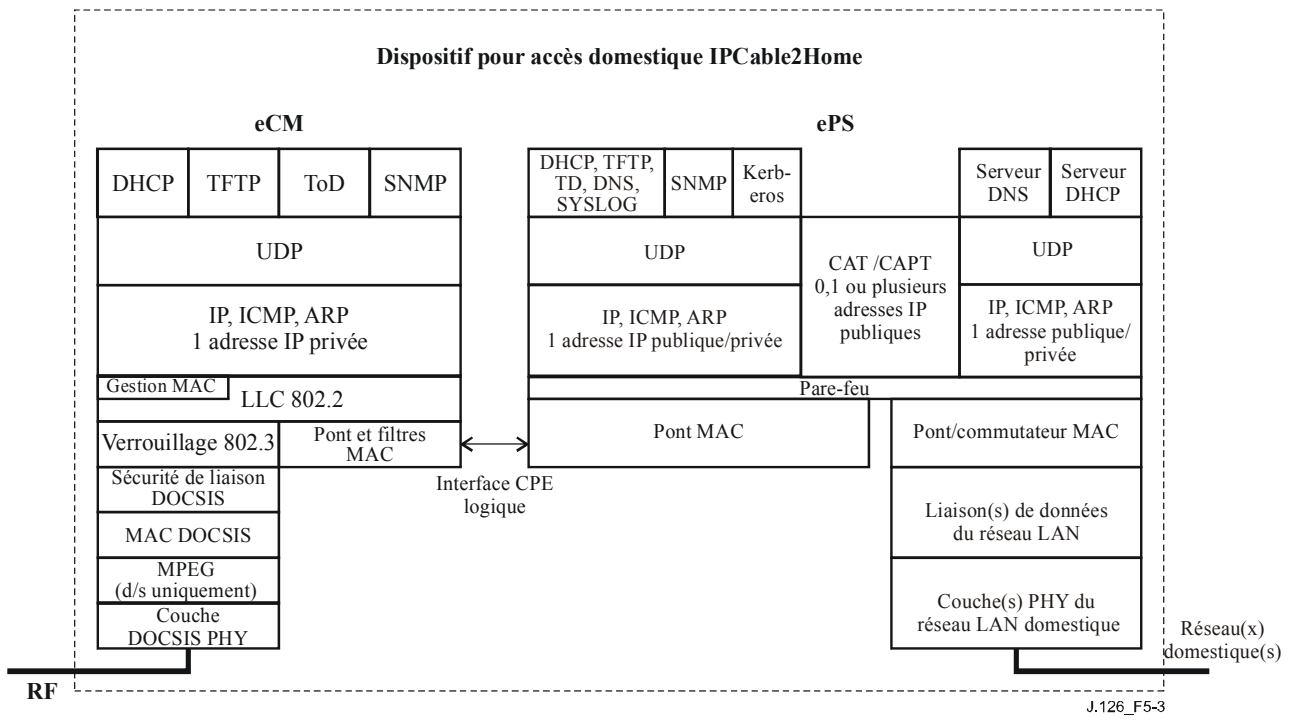 Dispositif pour accès domestique IPCable2Home
eCM
ePS
DHCP
TFTP
ToD
SNMP
DHCP, TFTP,
TD, DNS,
SYSLOG
SNMP
Kerb-
eros
Serveur
DNS
Serveur
DHCP
UDP
UDP
CAT /CAPT
0,1 ou plusieurs
adresses IP
publiques
UDP
IP, ICMP, ARP
1 adresse IP privée
IP, ICMP, ARP
1 adresse IP publique/privée
IP, ICMP, ARP
1 adresse publique/
privée
Gestion MAC
LLC 802.2
Pare-feu
Verrouillage 802.3
Pont et filtres
MAC
Interface CPE
logique
Pont MAC
Pont/commutateur MAC
Sécurité de liaison
DOCSIS
Liaison(s) de données
du réseau LAN
MAC DOCSIS
MPEG
(d/s uniquement)
Couche
DOCSIS PHY
Couche(s) PHY du
réseau LAN domestique
Réseau(x)
domestique(s)
RF
J.126_F5-3